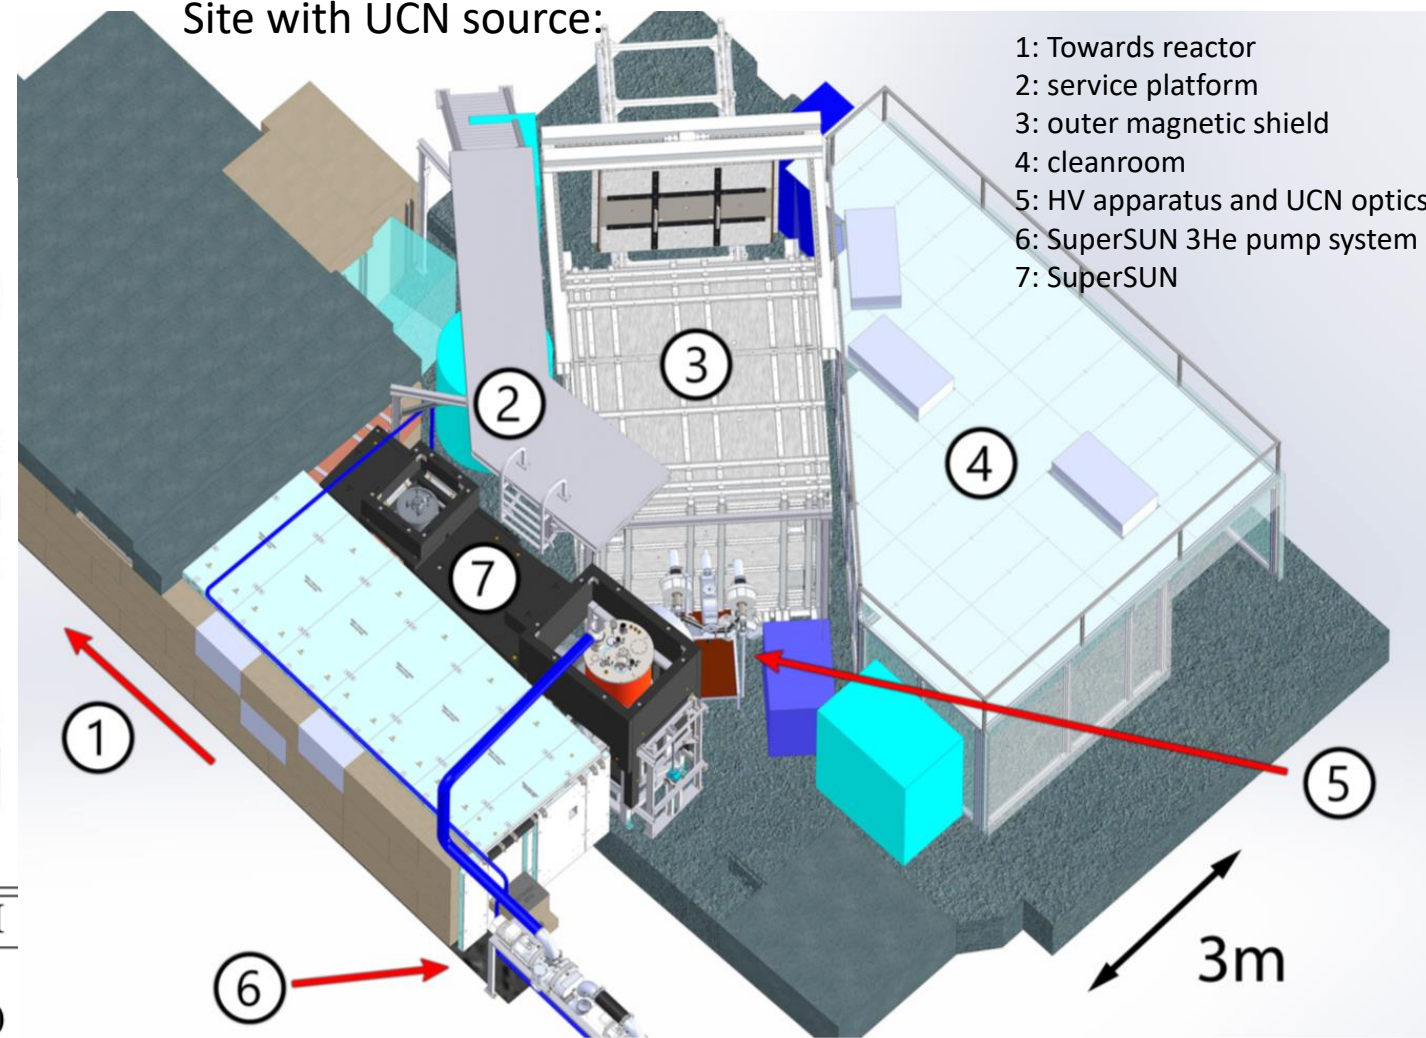 Site with UCN source:
1: Towards reactor
2: service platform
3: outer magnetic shield
4: cleanroom
5: HV apparatus and UCN optics
6: SuperSUN 3He pump system
7: SuperSUN
3
2
4
7
1
5
6
3m